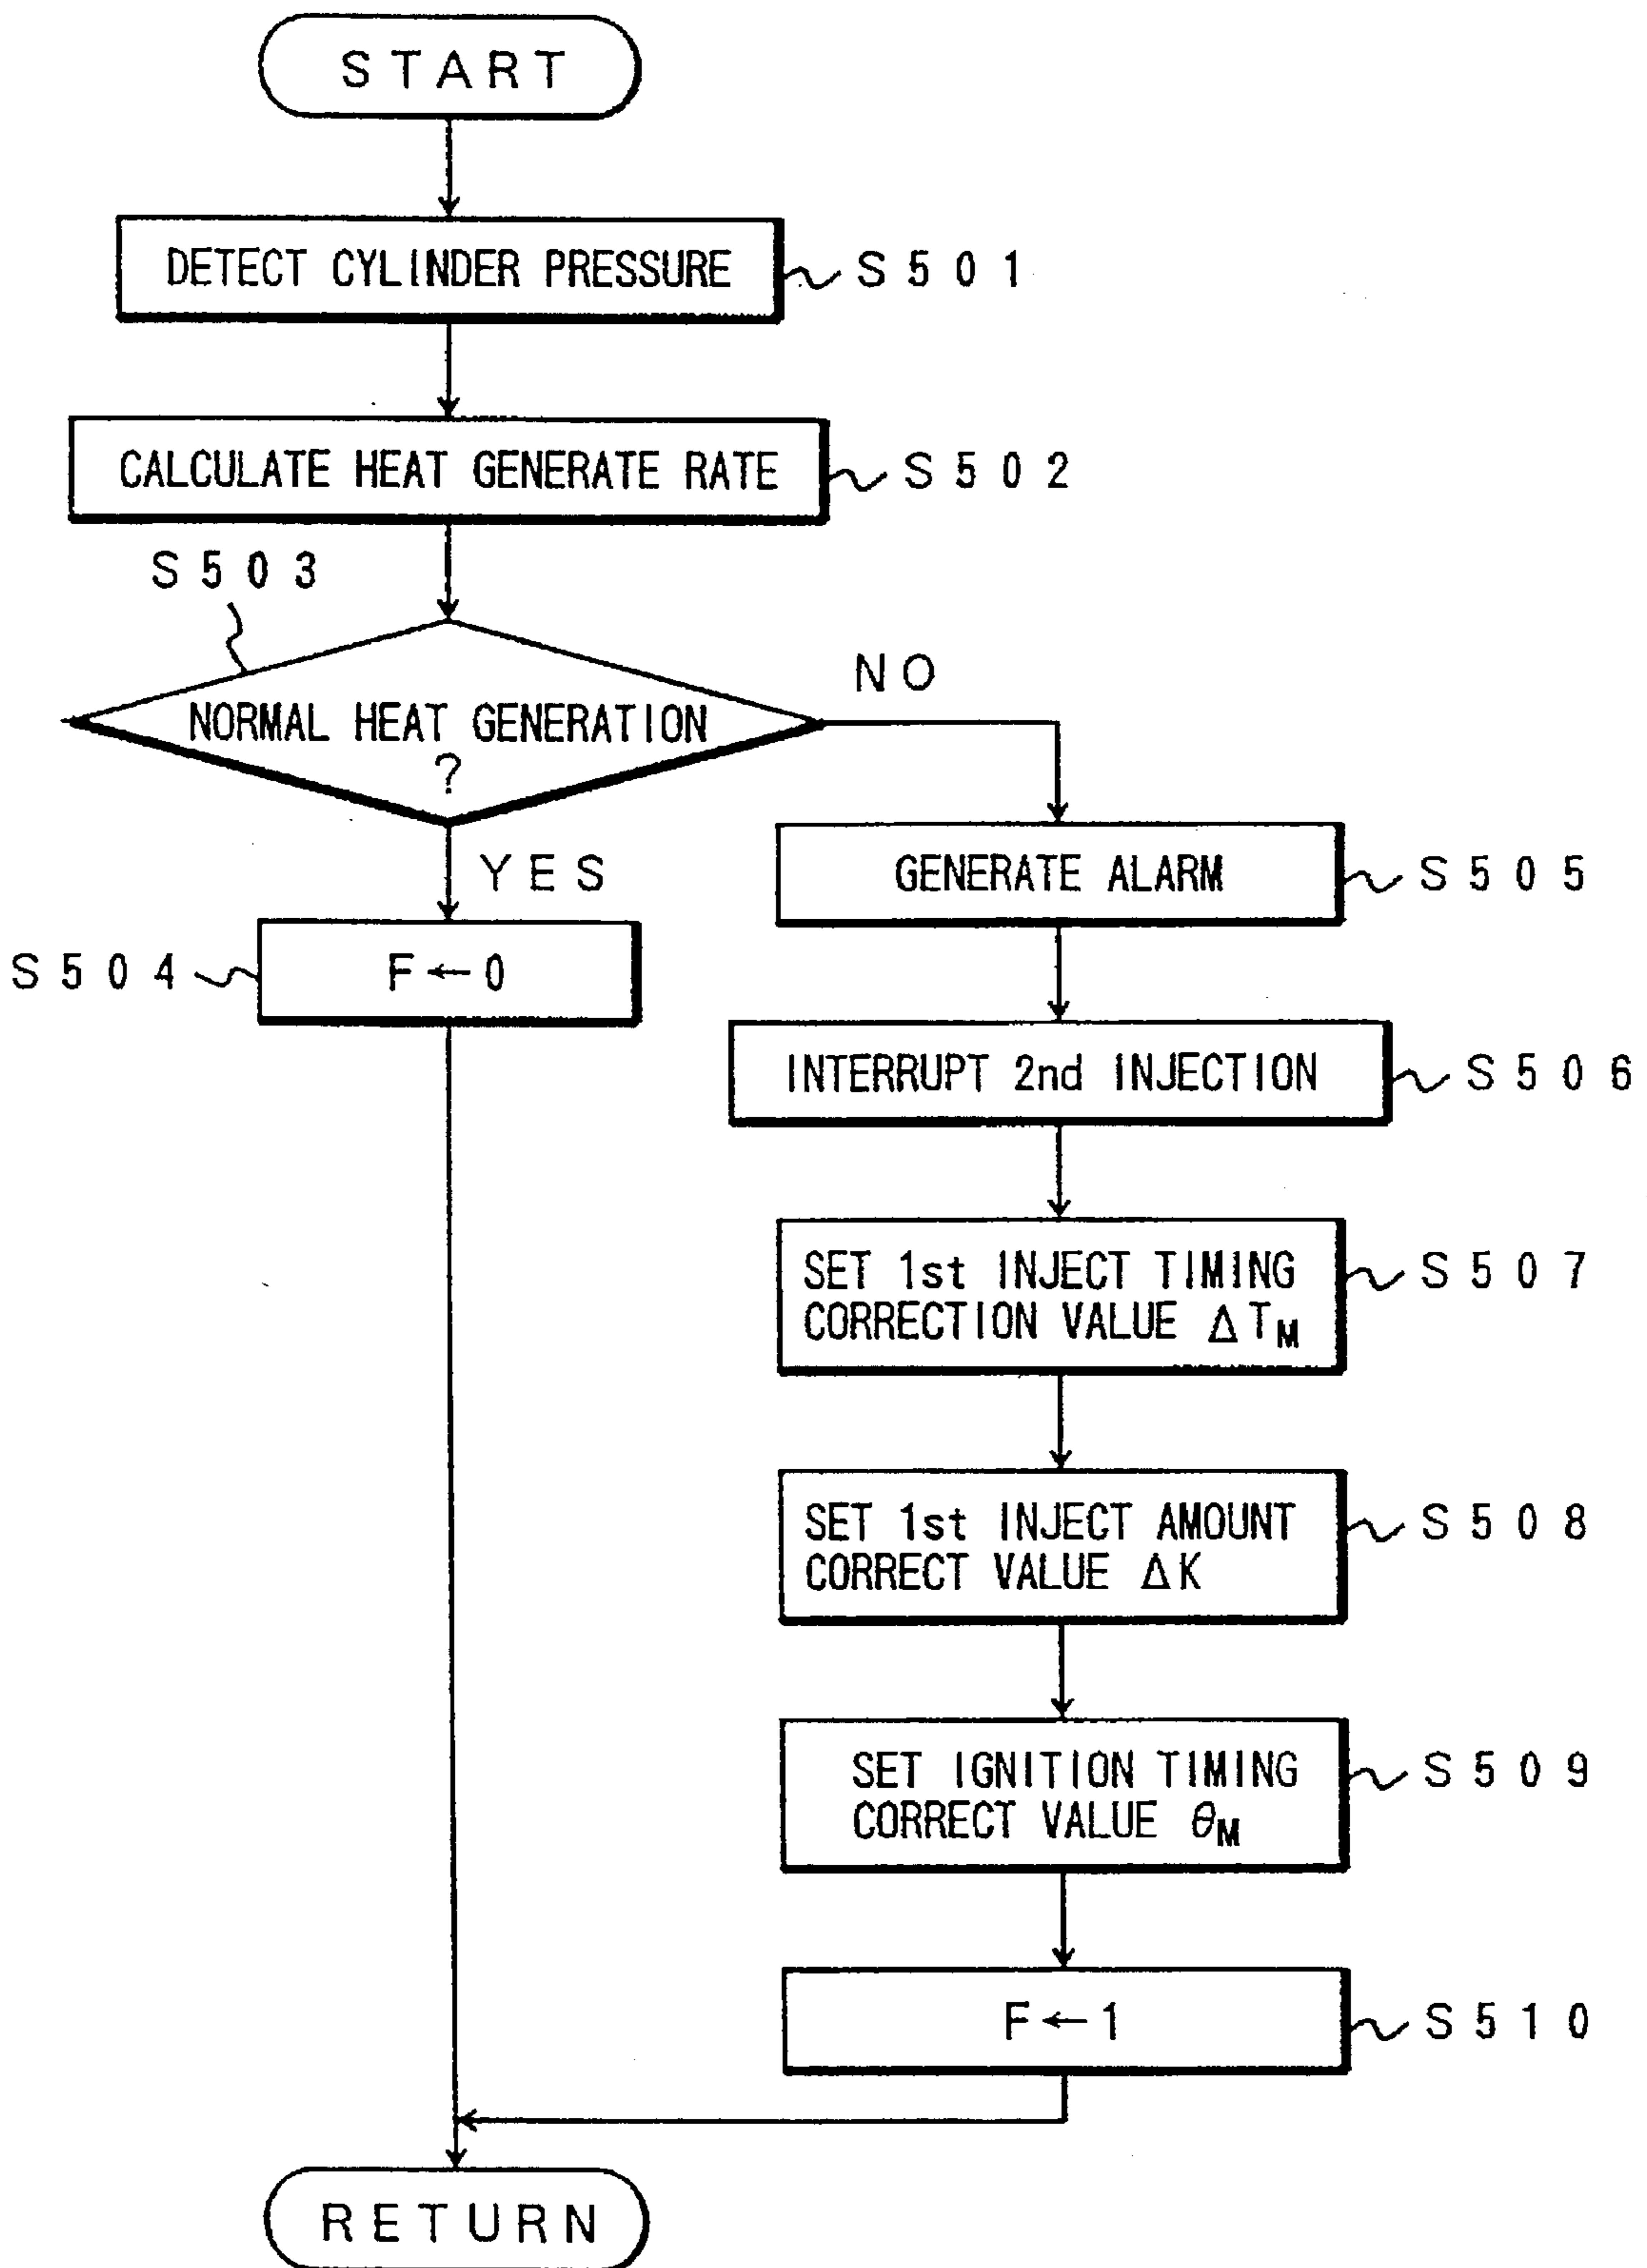 START
DETECT CYLINDER PRESSURE
S501
CALCULATE HEAT GENERATE RATE
S502
S503
NORMAL HEAT GENERATION
?
NO
YES
S504
F←0
GENERATE ALARM
S505
INTERRUPT 2nd INJECTION
S506
SET 1st INJECT TIMING
CORRECTION VALUE ΔT_M
S507
SET 1st INJECT AMOUNT
CORRECT VALUE ΔK
S508
SET IGNITION TIMING
CORRECT VALUE θ_M
S509
F←1
S510
RETURN